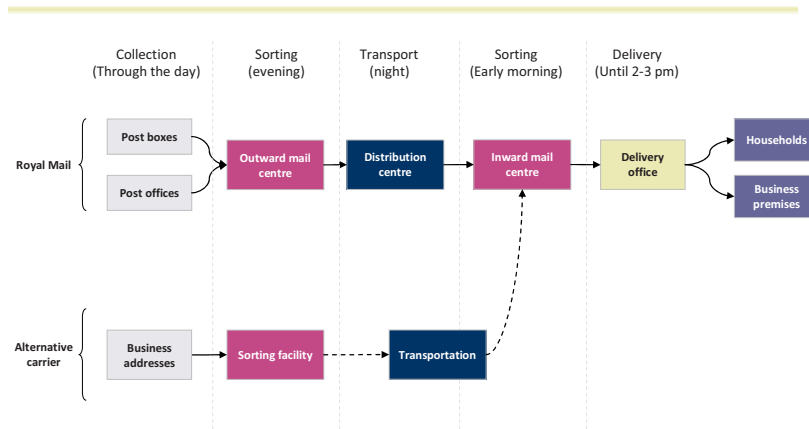 Collection
(Through the day)
Sorting
(evening)
Transport
(night)
Sorting
(Early morning)
Delivery
(Until 2-3 pm)
Royal Mail
Post boxes
Post offices
Outward mail
centre
Distribution
centre
Inward mail
centre
Delivery
office
Households
Business
premises
Alternative
carrier
Business
addresses
Sorting facility
Transportation